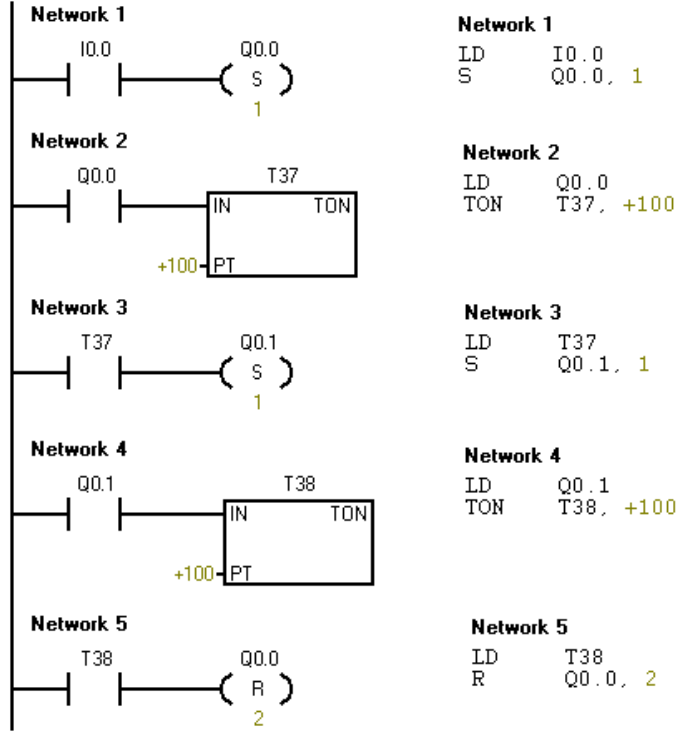 Network 1
I0.0 Q0.0
S
1
Network 2
Q0.0 T37
IN TON
+100 PT
Network 3
T37 Q0.1
S
1
Network 4
Q0.1 T38
IN TON
+100 PT
Network 5
T38 Q0.0
R
2
Network 1
LD I0.0
S Q0.0, 1
Network 2
LD Q0.0
TON T37, +100
Network 3
LD T37
S Q0.1, 1
Network 4
LD Q0.1
TON T38, +100
Network 5
LD T38
R Q0.0, 2